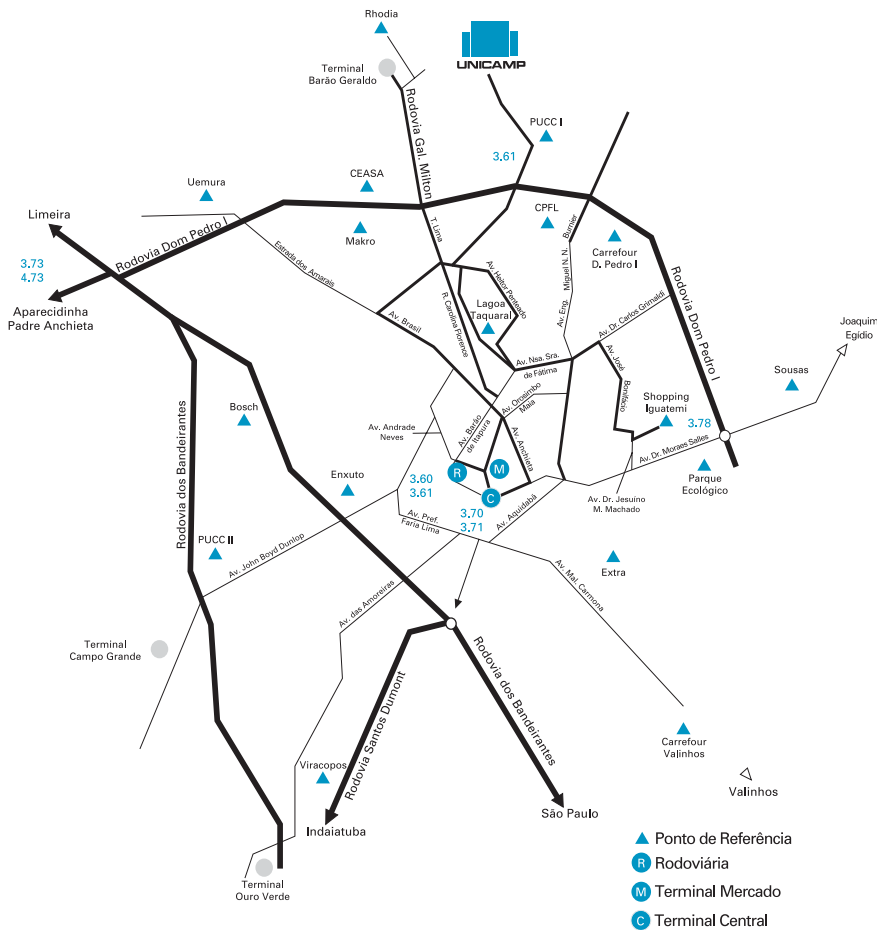 Rhodia
UNICAMP
Terminal
Barão Geraldo
Rodovia Gal. Milton
PUCC I
3.61
CEASA
Uemura
Limeira
Makro
T. Lima
CPFL
Burnier
Carrefour
D. Pedro I
Rodovia Dom Pedro I
3.73
4.73
Estrada dos Amarais
Aparecidinha
Padre Anchieta
Av. Heitor Penteado
Av. Eng. Miguel N. N.
Rodovia Dom Pedro I
Lagoa
Taquaral
R. Carolina Florence
Av. Brasil
Av. Dr. Carlos Grimaldi
Joaquim
Egídio
Av. Nsa. Sra.
de Fátima
Av. José
Bonifácio
Sousas
Shopping
Iguatemi
3.78
Bosch
Av. Orosimbo
Maia
Av. Andrade
Neves
Av. Barão
de Itapura
Av. Anchieta
Av. Dr. Moraes Salles
Rodovia dos Bandeirantes
R
M
C
Enxuto
3.60
3.61
Parque
Ecológico
Av. Dr. Jesuíno
M. Machado
Av. Aquidabã
3.70
3.71
Av. Pref.
Faria Lima
PUCC II
Av. John Boyd Dunlop
Extra
Av. Mal. Carmona
Av. das Amoreiras
Terminal
Campo Grande
Rodovia dos Bandeirantes
Rodovia Santos Dumont
Carrefour
Valinhos
Viracopos
Valinhos
São Paulo
Indaiatuba
Terminal
Ouro Verde
Ponto de Referência
R Rodoviária
M Terminal Mercado
C Terminal Central